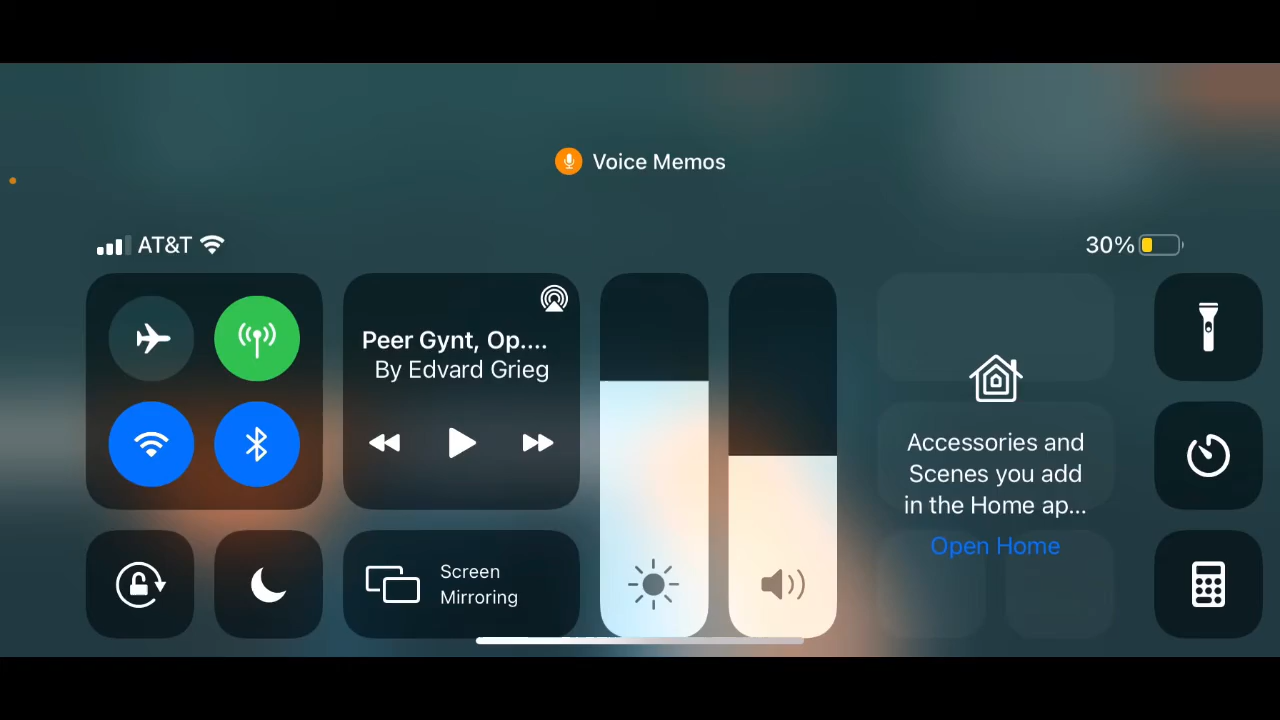 Voice Memos
AT&T
30%
Peer Gynt, Op....
By Edvard Grieg
Screen
Mirroring
Accessories and
Scenes you add
in the Home ap...
Open Home